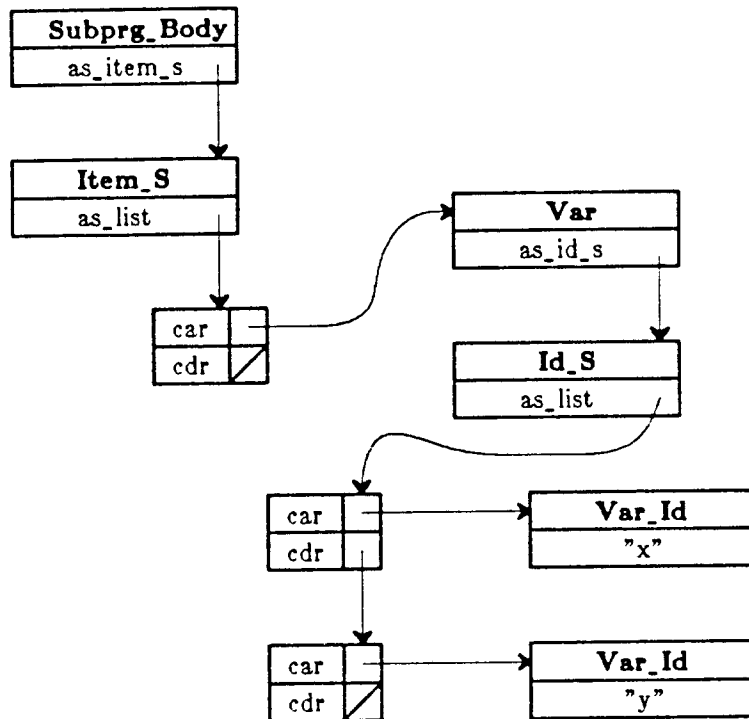 Subprg_Body
as_item_s
Item_S
as_list
Var
as_id_s
car
cdr
Id_S
as_list
car
cdr
Var_Id
"x"
car
cdr
Var_Id
"y"